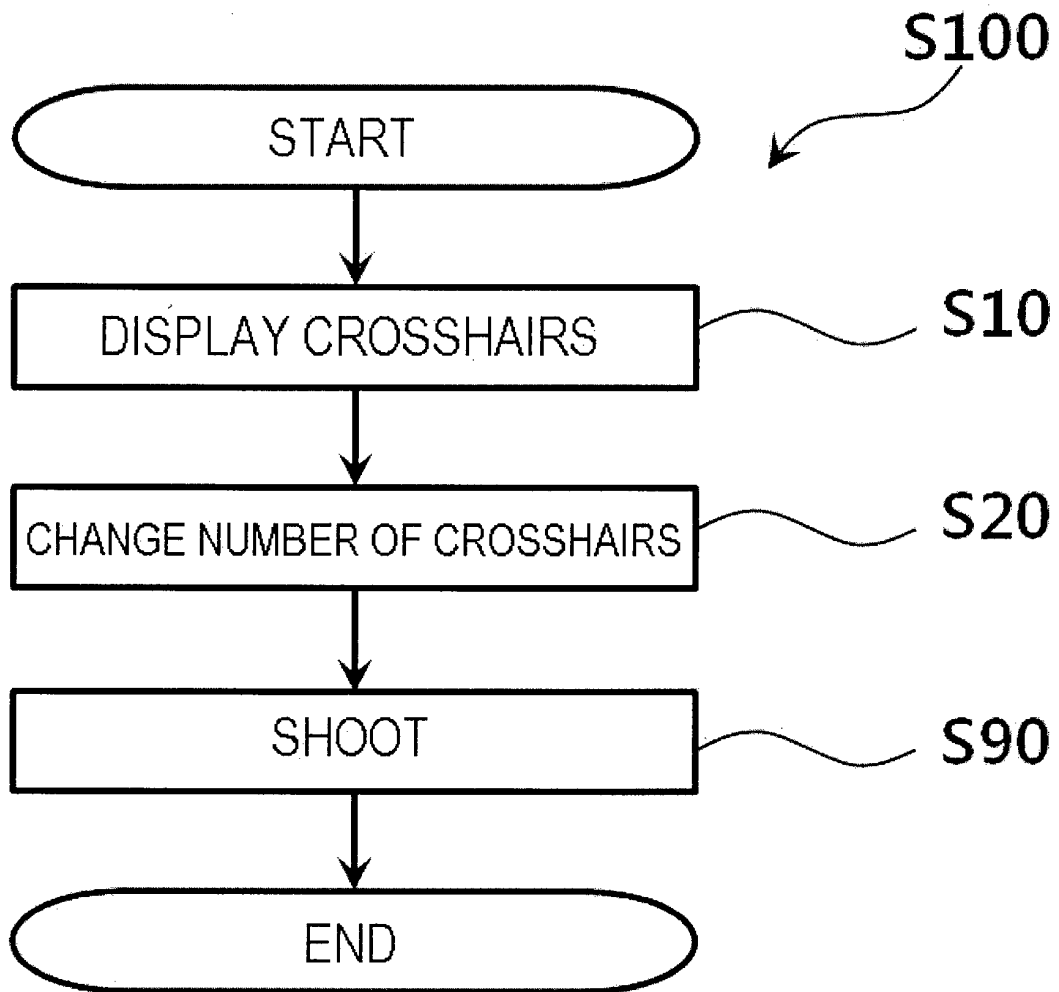 S100
START
DISPLAY CROSSHAIRS
S10
CHANGE NUMBER OF CROSSHAIRS
S20
SHOOT
S90
END